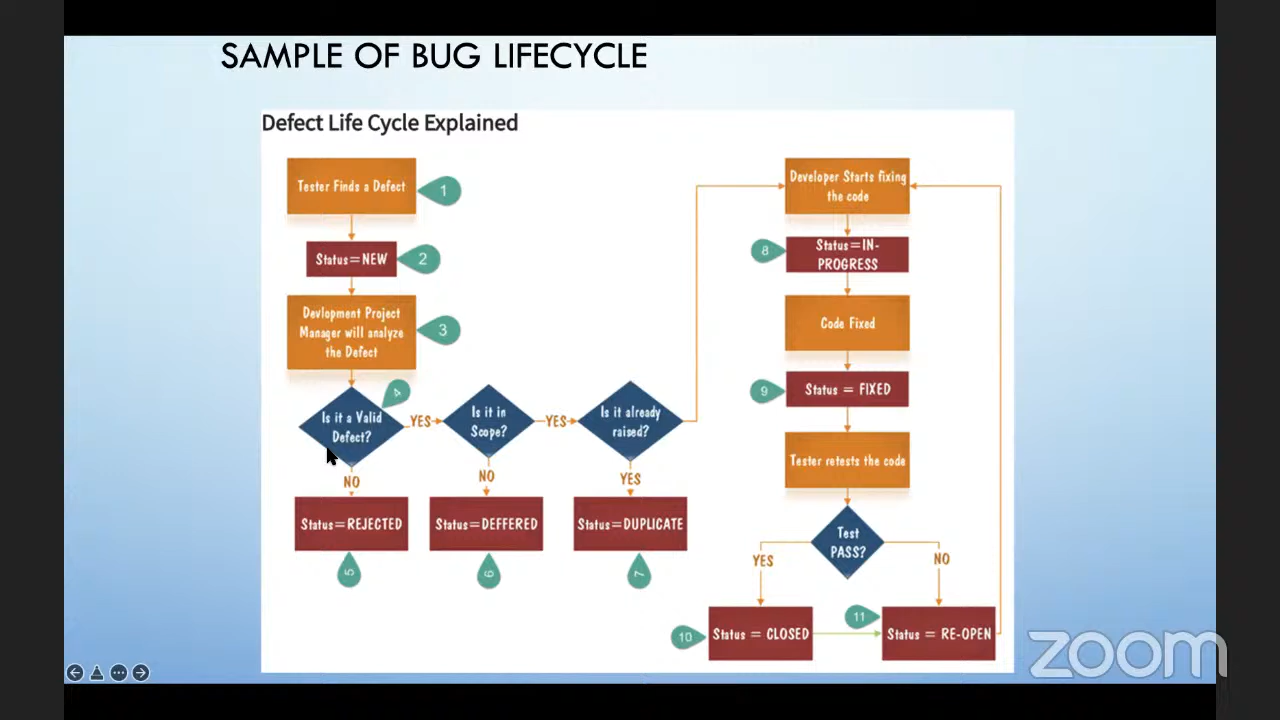 SAMPLE OF BUG LIFECYCLE
Defect Life Cycle Explained
Tester Finds a Defect
1
Status=NEW
2
Devlopment Project
Manager will analyze
the Defect
3
4
Is it a Valid
Defect?
YES
Is it in
Scope?
YES
Is it already
raised?
NO
NO
YES
Status=REJECTED
Status=DEFFERED
Status=DUPLICATE
5
6
7
Developer Starts fixing
the code
8
Status=IN-
PROGRESS
Code Fixed
9
Status = FIXED
Tester retests the code
Test
PASS?
YES
NO
10
Status = CLOSED
11
Status = RE-OPEN
zoom